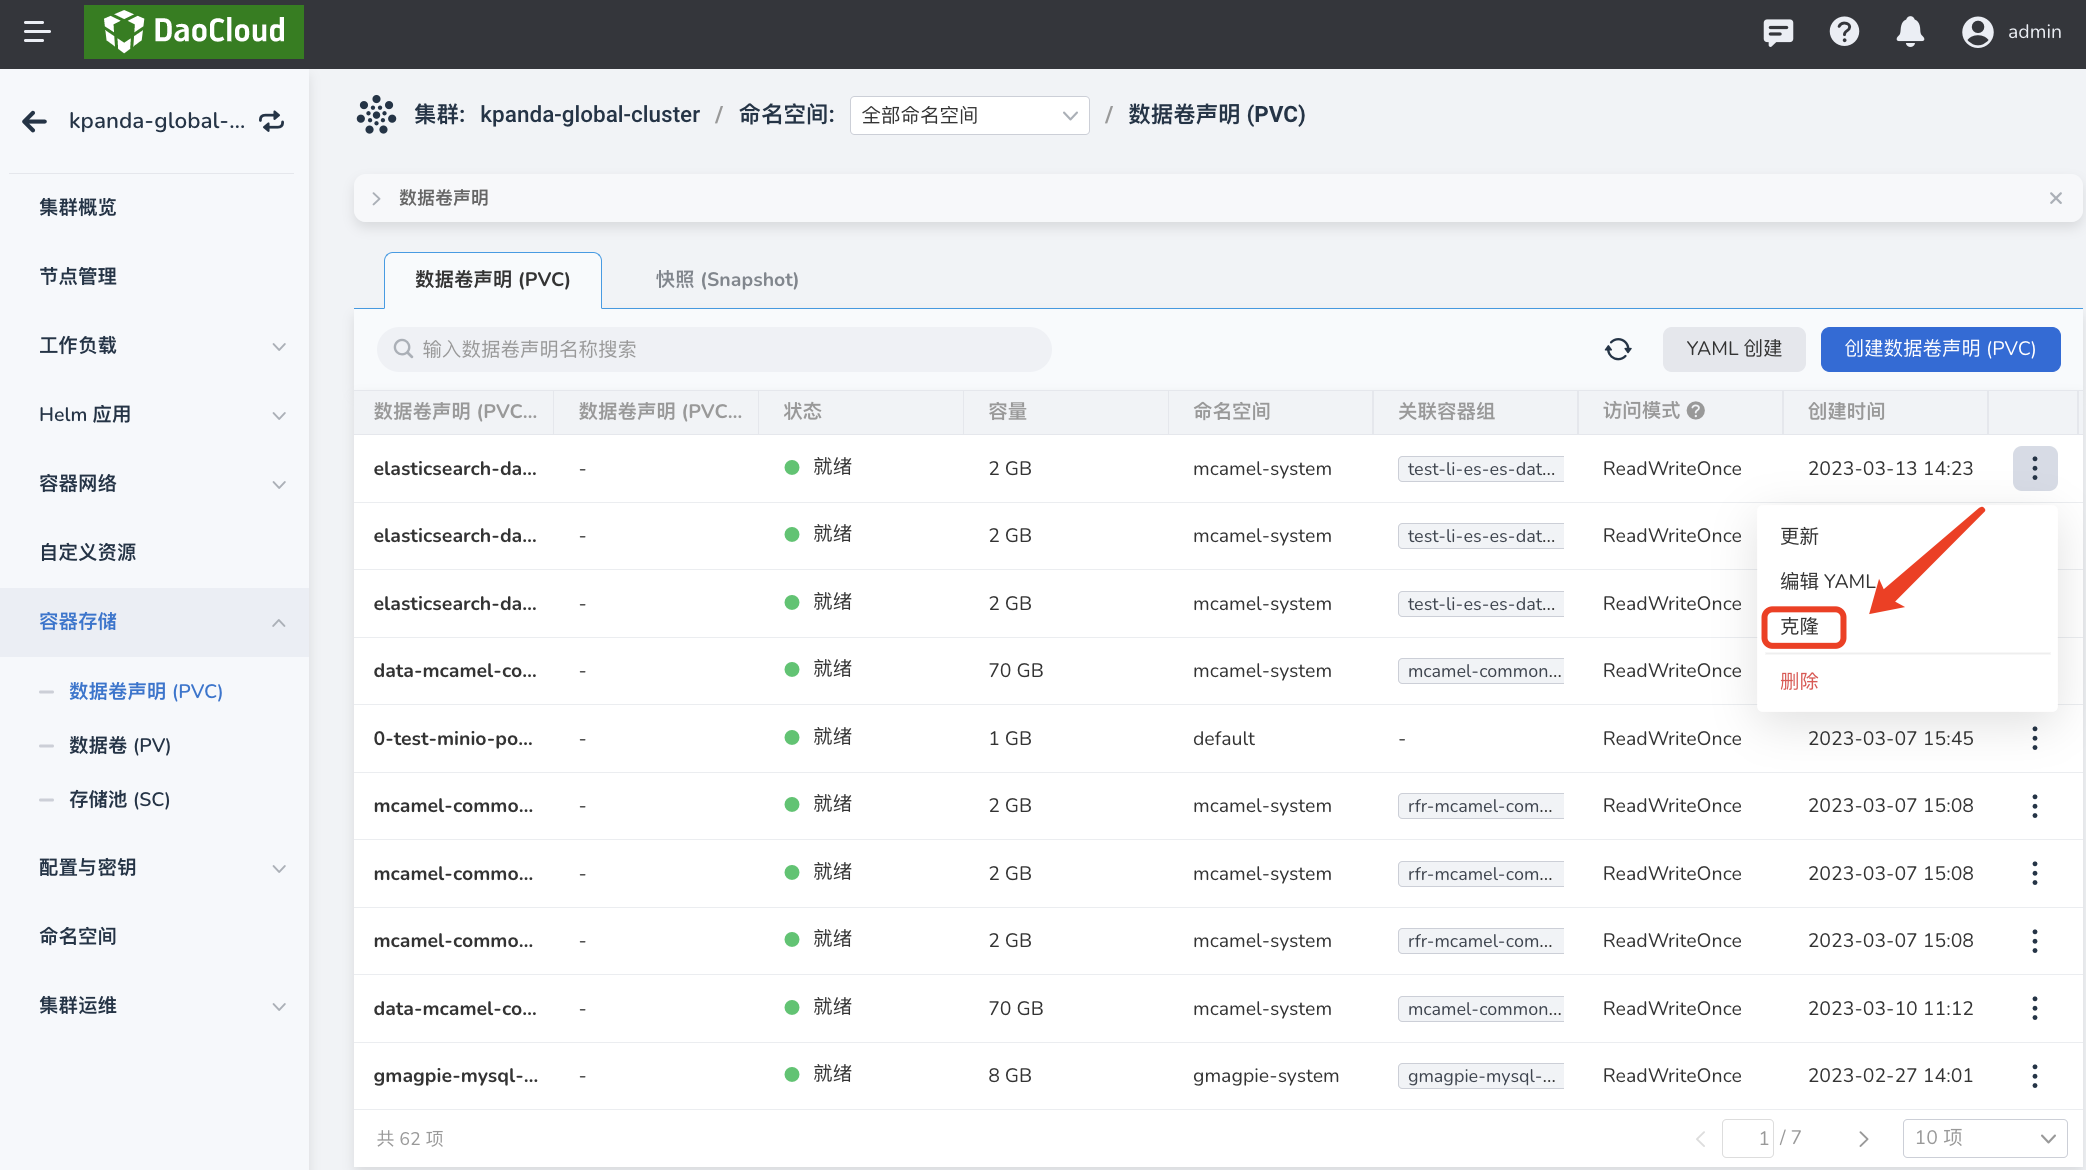 DaoCloud
admin
kpanda-global-...
集群: kpanda-global-cluster / 命名空间: 全部命名空间 / 数据卷声明 (PVC)
数据卷声明
集群概览
节点管理
工作负载
Helm 应用
容器网络
自定义资源
容器存储
数据卷声明 (PVC)
数据卷 (PV)
存储池 (SC)
配置与密钥
命名空间
集群运维
数据卷声明 (PVC) 快照 (Snapshot)
输入数据卷声明名称搜索 YAML 创建 创建数据卷声明 (PVC)
数据卷声明 (PVC... 数据卷声明 (PVC... 状态 容量 命名空间 关联容器组 访问模式 创建时间
elasticsearch-da... - 就绪 2 GB mcamel-system test-li-es-es-dat... ReadWriteOnce 2023-03-13 14:23
elasticsearch-da... - 就绪 2 GB mcamel-system test-li-es-es-dat... ReadWriteOnce
elasticsearch-da... - 就绪 2 GB mcamel-system test-li-es-es-dat... ReadWriteOnce
data-mcamel-co... - 就绪 70 GB mcamel-system mcamel-common... ReadWriteOnce
更新
编辑 YAML
克隆
删除
0-test-minio-po... - 就绪 1 GB default - ReadWriteOnce 2023-03-07 15:45
mcamel-commo... - 就绪 2 GB mcamel-system rfr-mcamel-com... ReadWriteOnce 2023-03-07 15:08
mcamel-commo... - 就绪 2 GB mcamel-system rfr-mcamel-com... ReadWriteOnce 2023-03-07 15:08
mcamel-commo... - 就绪 2 GB mcamel-system rfr-mcamel-com... ReadWriteOnce 2023-03-07 15:08
data-mcamel-co... - 就绪 70 GB mcamel-system mcamel-common... ReadWriteOnce 2023-03-10 11:12
gmagpie-mysql-... - 就绪 8 GB gmagpie-system gmagpie-mysql-... ReadWriteOnce 2023-02-27 14:01
共 62 项 1 / 7 10 项